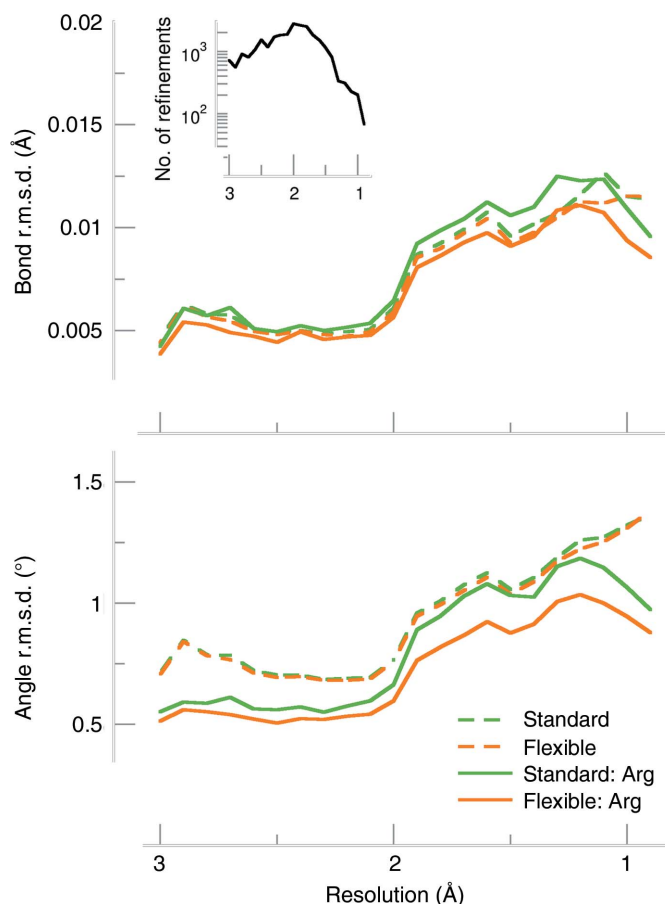 0.02
0.015
0.01
0.005
Bond r.m.s.d. (Å)
No. of refinements
10³
10²
3 2 1
1.5
1
0.5
Angle r.m.s.d. (°)
Standard
Flexible
Standard: Arg
Flexible: Arg
3 2 1
Resolution (Å)